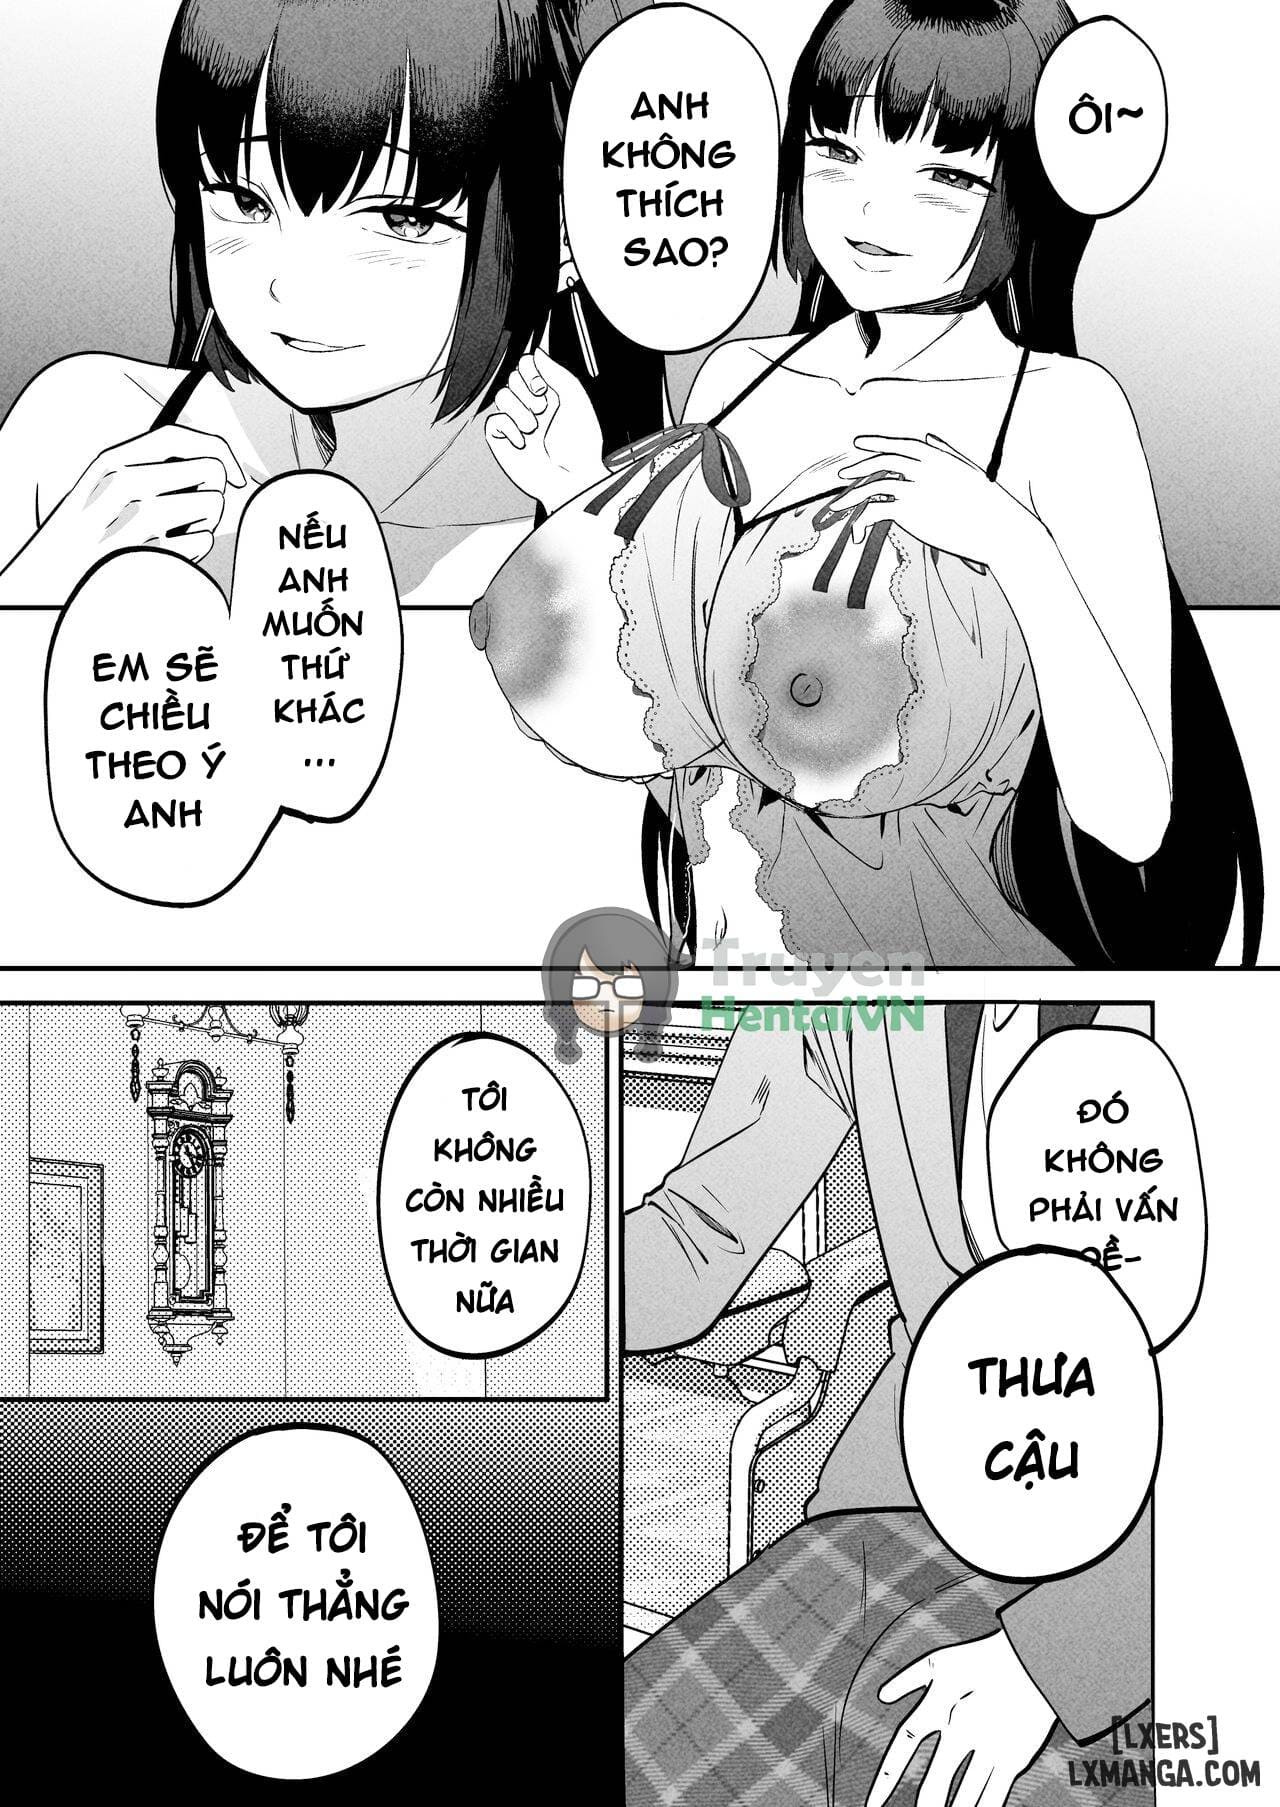 ÔI~
ANH
KHÔNG
THÍCH
SAO?
NẾU
ANH
MUỐN
THỨ
KHÁC
...
EM SẼ
CHIỀU
THEO Ý
ANH
Truyen
HentaiVN
ĐÓ
KHÔNG
PHẢI VẤN
ĐỀ-
THƯA
CẬU
TÔI
KHÔNG
CÒN NHIỀU
THỜI GIAN
NỮA
ĐỂ TÔI
NÓI THẲNG
LUÔN NHÉ
[LXERS]
LXMANGA.COM